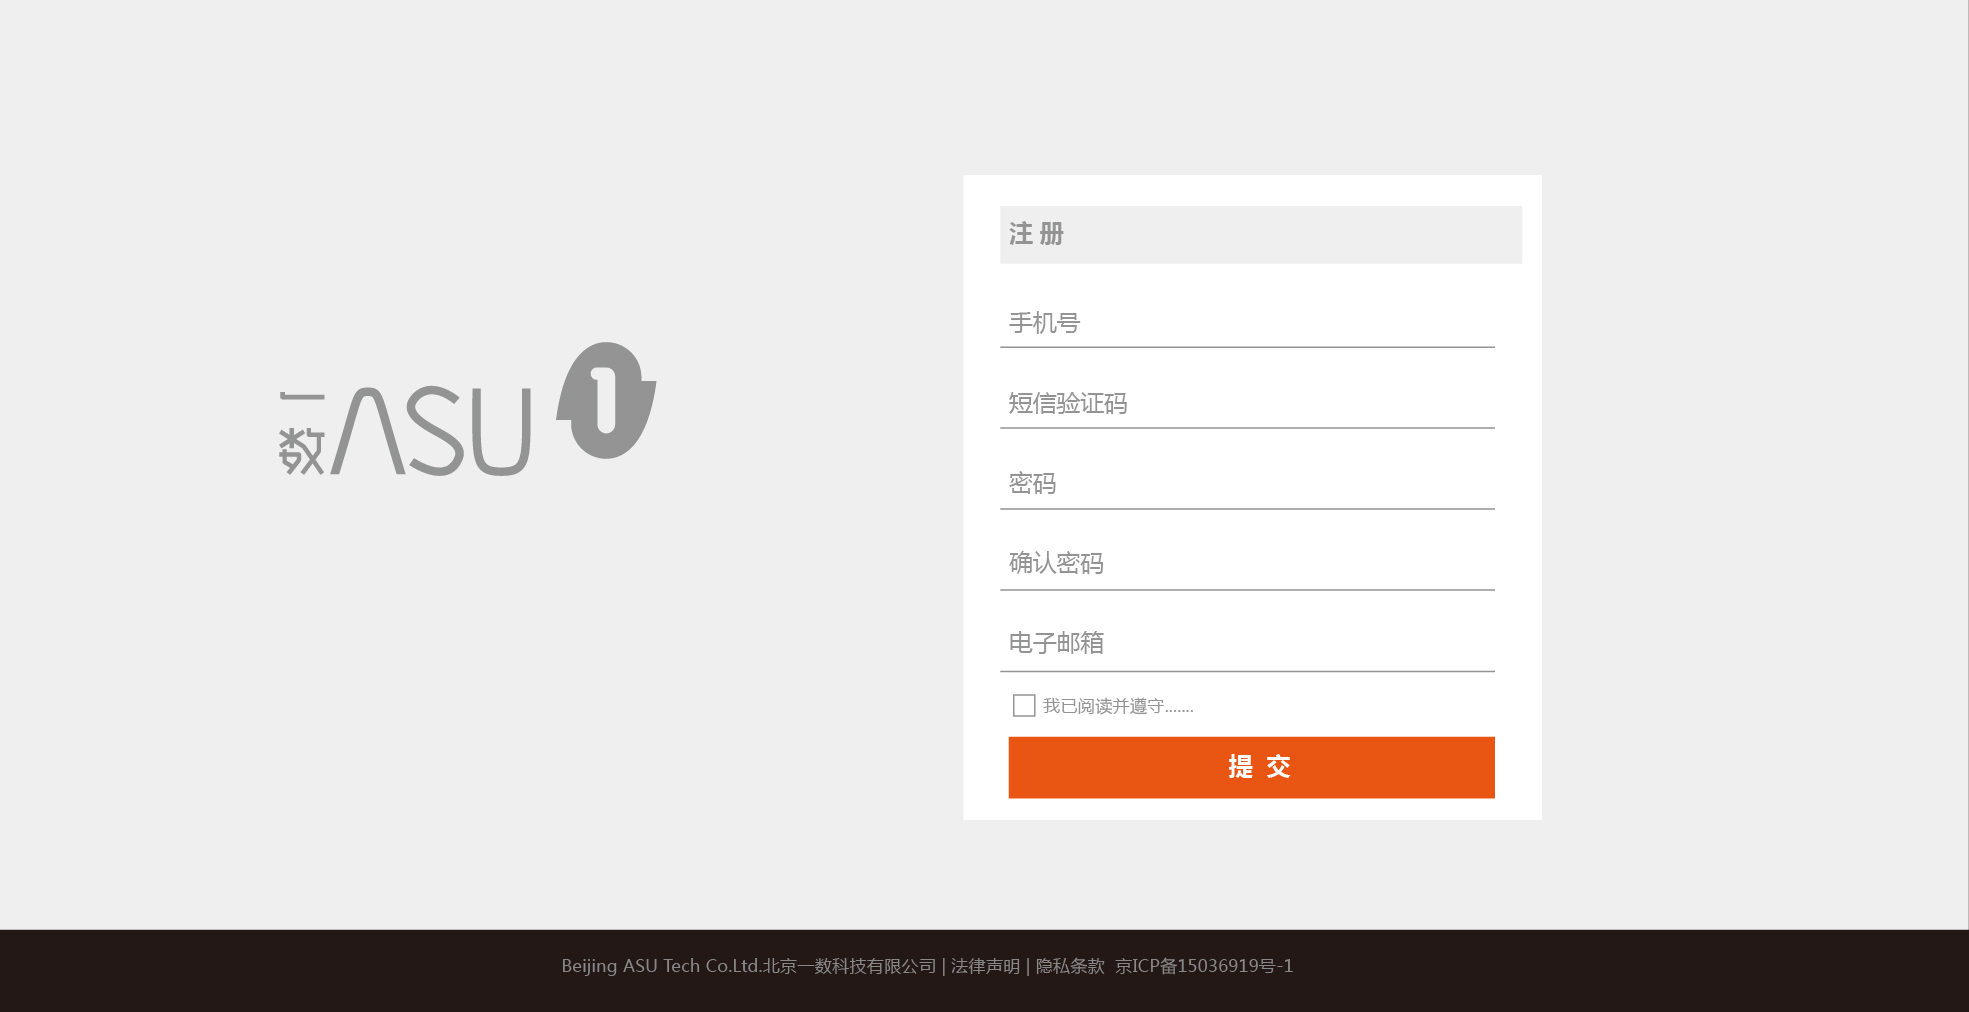 一数 ASU
注 册
手机号
短信验证码
密码
确认密码
电子邮箱
我已阅读并遵守.......
提 交
Beijing ASU Tech Co.Ltd.北京一数科技有限公司 | 法律声明 | 隐私条款 京ICP备15036919号-1